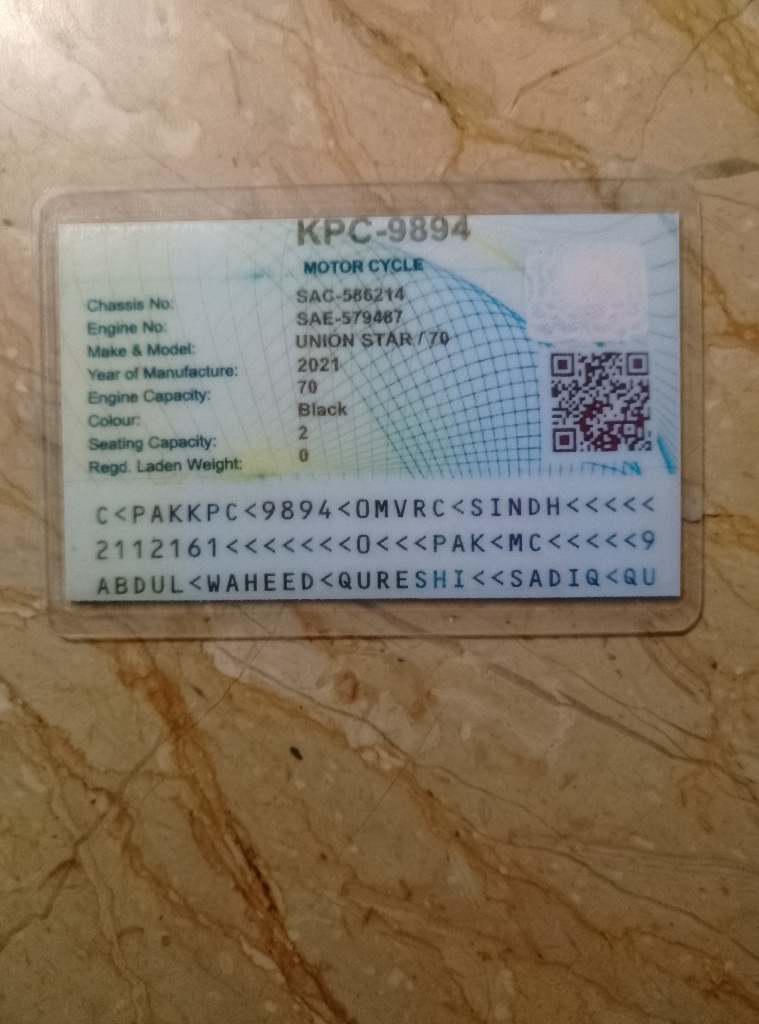 KPC-9894
MOTOR CYCLE
Chassis No: SAC-586214
Engine No: SAE-579487
Make & Model: UNION STAR / 70
Year of Manufacture: 2021
Engine Capacity: 70
Colour: Black
Seating Capacity: 2
Regd. Laden Weight: 0
C<PAKKPC<9894<OMVRC<SINDH<<<<<
2112161<<<<<<<O<<<PAK<MC<<<<<9
ABDUL<WAHEED<QURESHI<<SADIQ<QU